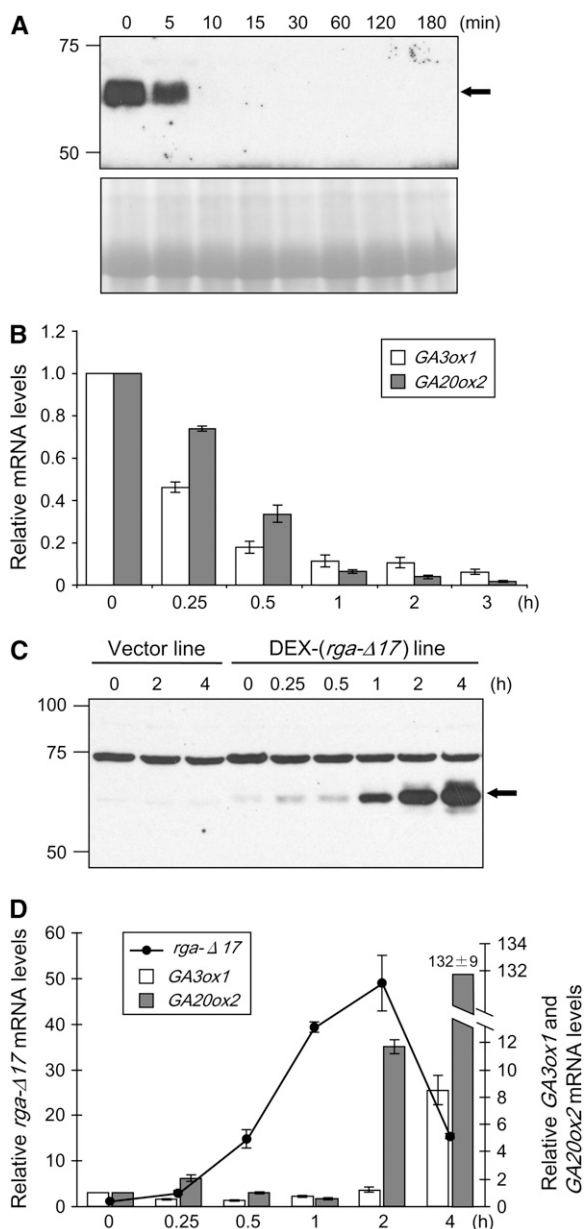 A
0 5 10 15 30 60 120 180 (min)
75
50
B
Relative mRNA levels
1.2
1.0
0.8
0.6
0.4
0.2
0
GA3ox1
GA20ox2
0 0.25 0.5 1 2 3 (h)
C
Vector line DEX-(rga-Δ17) line
0 2 4 0 0.25 0.5 1 2 4 (h)
100
75
50
D
Relative rga-Δ17 mRNA levels
60
50
40
30
20
10
0
rga-Δ 17
GA3ox1
GA20ox2
132±9
134
132
12
10
8
6
4
2
0
Relative GA3ox1 and
GA20ox2 mRNA levels
0 0.25 0.5 1 2 4 (h)